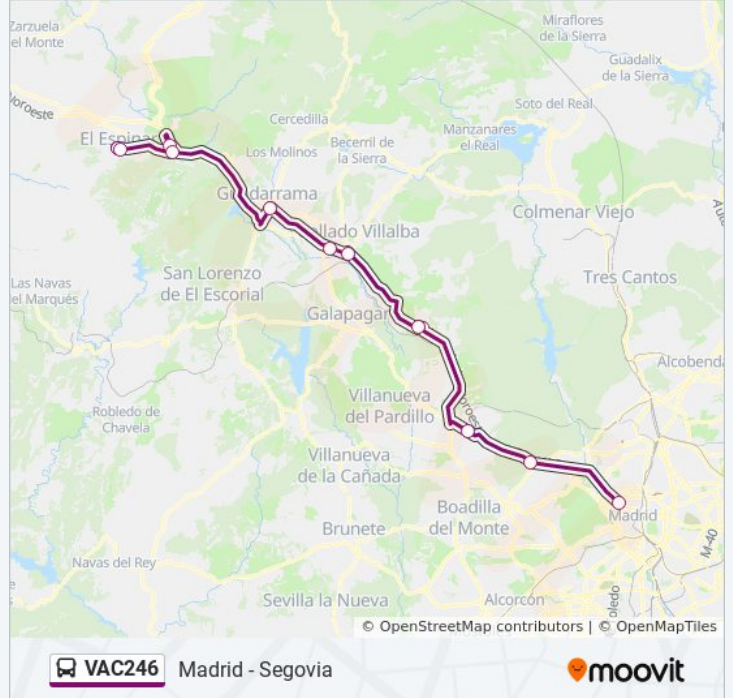 Zarzuela
el Monte
Miraflores
de la Sierra
Guadalix
de la Sierra
Soto del Real
Noroeste
Cercedilla
El Espinar
Los Molinos
Becerril de
la Sierra
Manzanares
el Real
Guadarrama
Collado Villalba
Colmenar Viejo
Las Navas
del Marqués
San Lorenzo
de El Escorial
Tres Cantos
Galapagar
Alcobendas
Villanueva
del Pardillo
Noroeste
Robledo de
Chavela
Villanueva
de la Cañada
Boadilla
del Monte
Madrid
Brunete
M-40
Navas del Rey
Sevilla la Nueva
Alcorcón
© OpenStreetMap contributors | © OpenMapTiles
VAC246 Madrid - Segovia
moovit